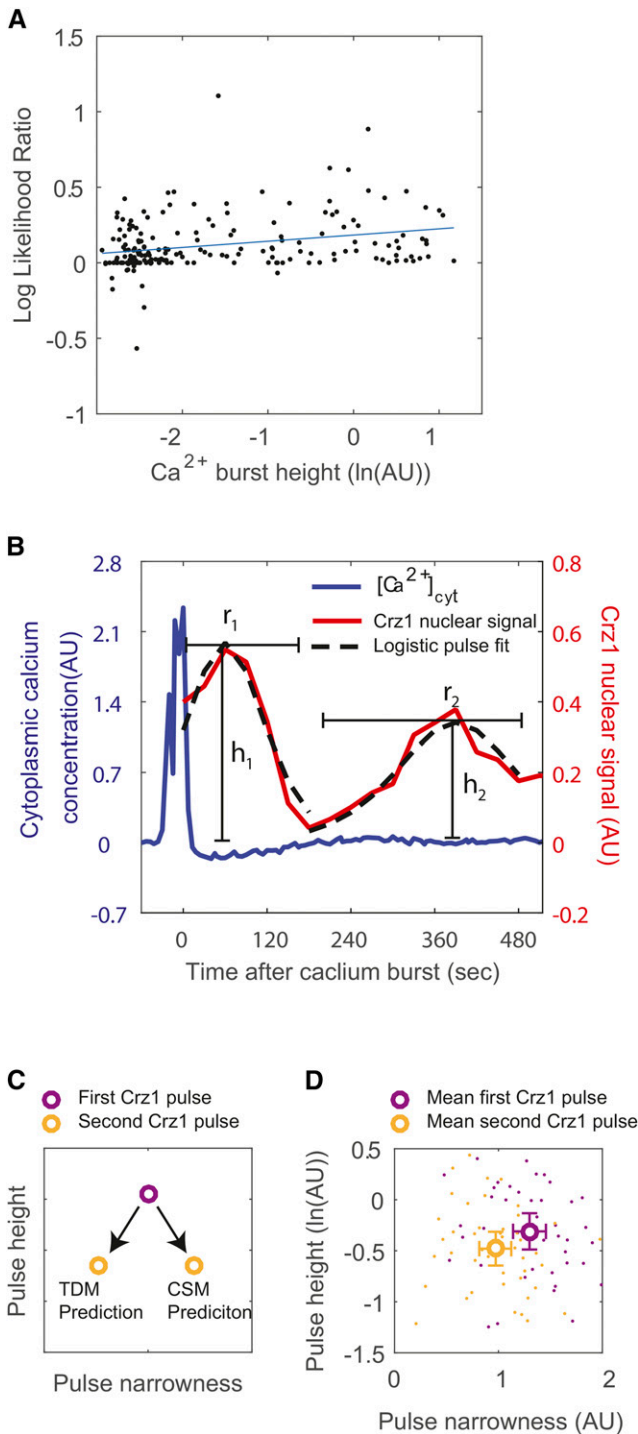 A
1.5
1
0.5
0
-0.5
-1
Log Likelihood Ratio
-2
-1
0
1
Ca2+ burst height (ln(AU))
B
2.8
2.1
1.4
0.7
0
-0.7
Cytoplasmic calcium
concentration(AU)
[Ca2+]cyt
Crz1 nuclear signal
Logistic pulse fit
r1
h1
r2
h2
0.8
0.6
0.4
0.2
0.0
-0.2
Crz1 nuclear
signal (AU)
0
120
240
360
480
Time after caclium burst (sec)
C
First Crz1 pulse
Second Crz1 pulse
Pulse height
TDM
Prediction
CSM
Prediciton
Pulse narrowness
D
Mean first Crz1 pulse
Mean second Crz1 pulse
Pulse height (ln(AU))
0.5
0
-0.5
-1
-1.5
0
1
2
Pulse narrowness (AU)